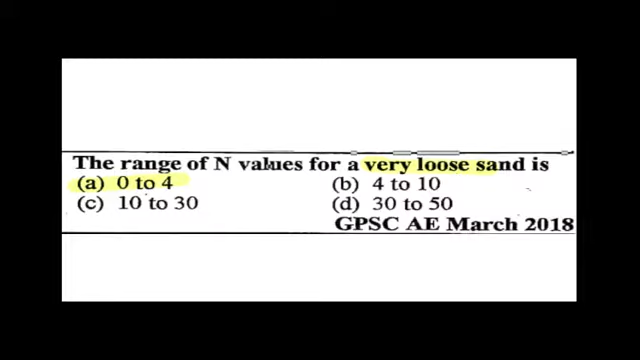 The range of N values for a very loose sand is
(a) 0 to 4 (b) 4 to 10
(c) 10 to 30 (d) 30 to 50
GPSC AE March 2018